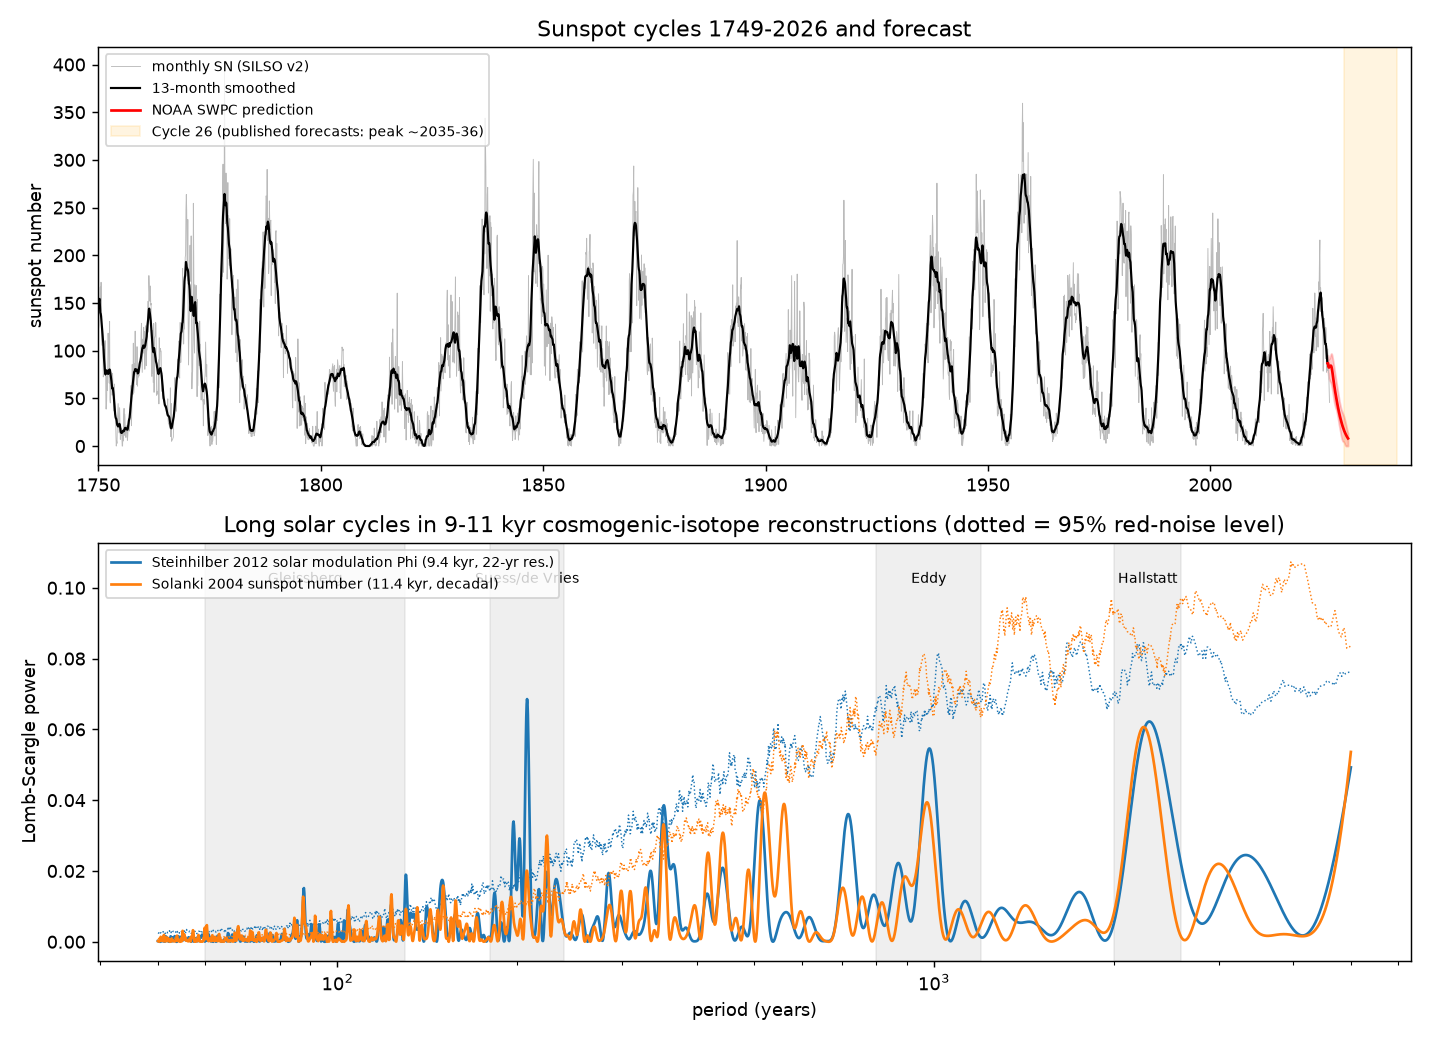 Sunspot cycles 1749-2026 and forecast
monthly SN (SILSO v2)
13-month smoothed
NOAA SWPC prediction
Cycle 26 (published forecasts: peak ~2035-36)
sunspot number
400
350
300
250
200
150
100
50
0
1750
1800
1850
1900
1950
2000
Long solar cycles in 9-11 kyr cosmogenic-isotope reconstructions (dotted = 95% red-noise level)
Steinhilber 2012 solar modulation Phi (9.4 kyr, 22-yr res.)
Solanki 2004 sunspot number (11.4 kyr, decadal)
Gleissberg
Suess/de Vries
Eddy
Hallstatt
Lomb-Scargle power
0.10
0.08
0.06
0.04
0.02
0.00
10²
10³
period (years)